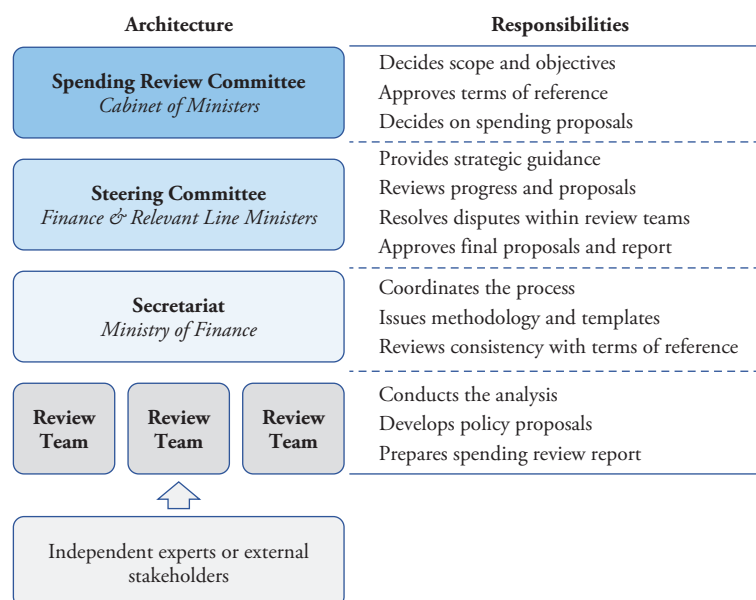 Architecture
Responsibilities
Spending Review Committee
Cabinet of Ministers
Decides scope and objectives
Approves terms of reference
Decides on spending proposals
Steering Committee
Finance & Relevant Line Ministers
Provides strategic guidance
Reviews progress and proposals
Resolves disputes within review teams
Approves final proposals and report
Secretariat
Ministry of Finance
Coordinates the process
Issues methodology and templates
Reviews consistency with terms of reference
Review
Team
Review
Team
Review
Team
Conducts the analysis
Develops policy proposals
Prepares spending review report
Independent experts or external
stakeholders